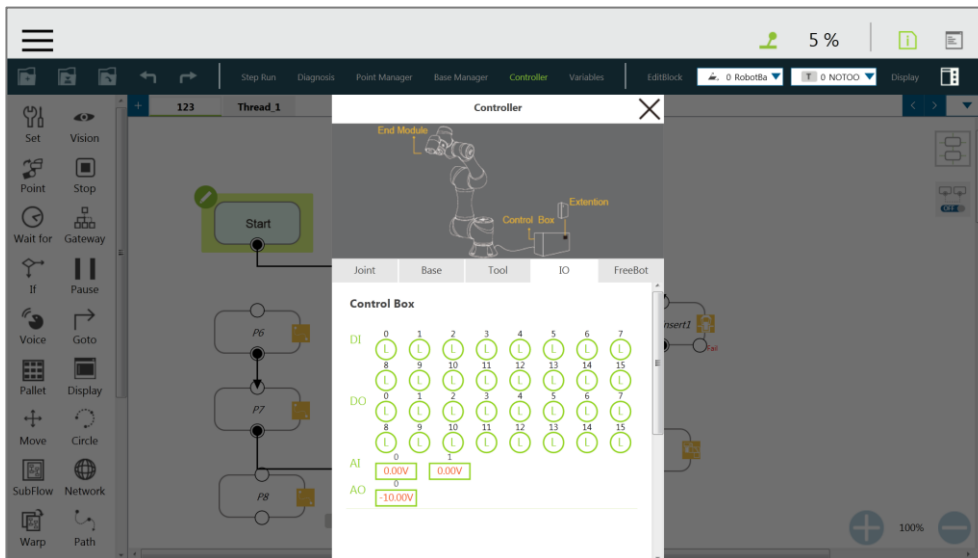 5 %
Step Run Diagnosis Point Manager Base Manager Controller Variables EditBlock 0 RobotBa T 0 NOTOO Display
+ 123 Thread_1 < >
Set Vision
Point Stop
Wait for Gateway
If Pause
Voice Goto
Pallet Display
Move Circle
SubFlow Network
Warp Path
Start
P6
P7
P8
Controller
End Module
Extention
Control Box
Joint Base Tool IO FreeBot
Control Box
0 1 2 3 4 5 6 7
DI L L L L L L L L
8 9 10 11 12 13 14 15
L L L L L L L L
0 1 2 3 4 5 6 7
DO L L L L L L L L
8 9 10 11 12 13 14 15
L L L L L L L L
0 1
AI 0.00V 0.00V
0
AO -10.00V
nsert1
Fail
OFF
100%